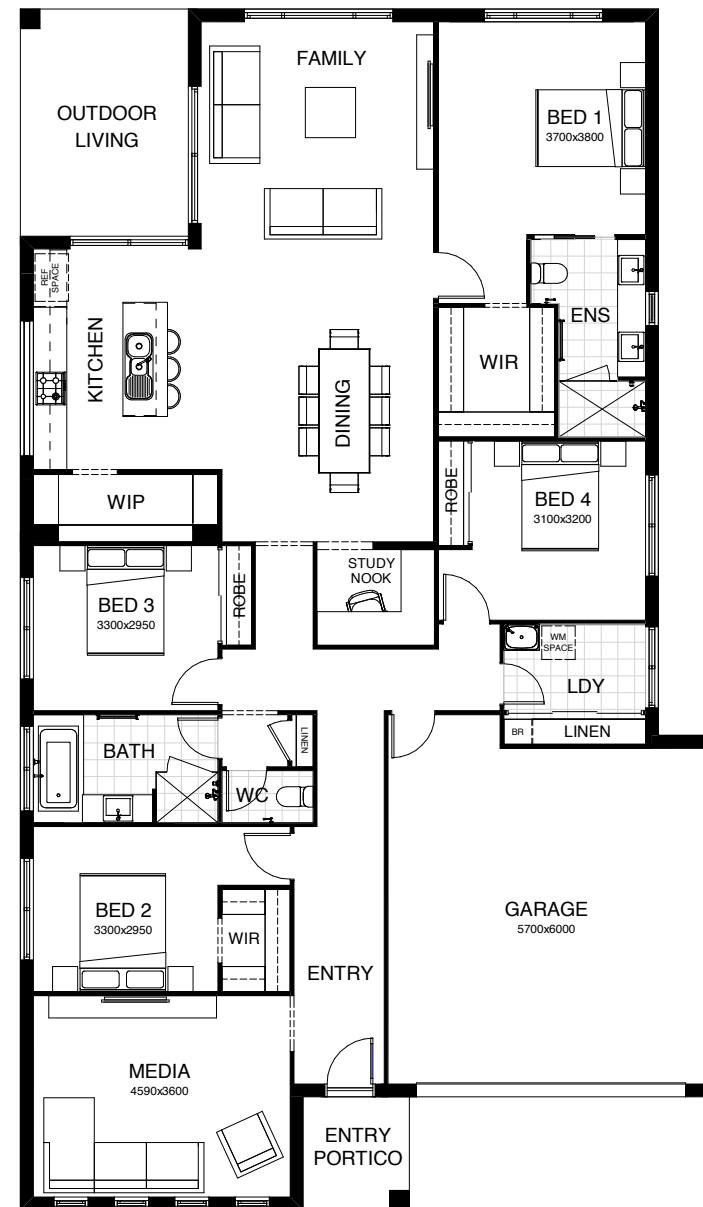 FAMILY
OUTDOOR
LIVING
BED 1
3700x3800
REF
SPACE
ENS
KITCHEN
WIR
DINING
WIP
ROBE
BED 4
3100x3200
STUDY
NOOK
BED 3
3300x2950
ROBE
WM
SPACE
LDY
BR
LINEN
BATH
LINEN
WC
BED 2
3300x2950
WIR
GARAGE
5700x6000
ENTRY
MEDIA
4590x3600
ENTRY
PORTICO